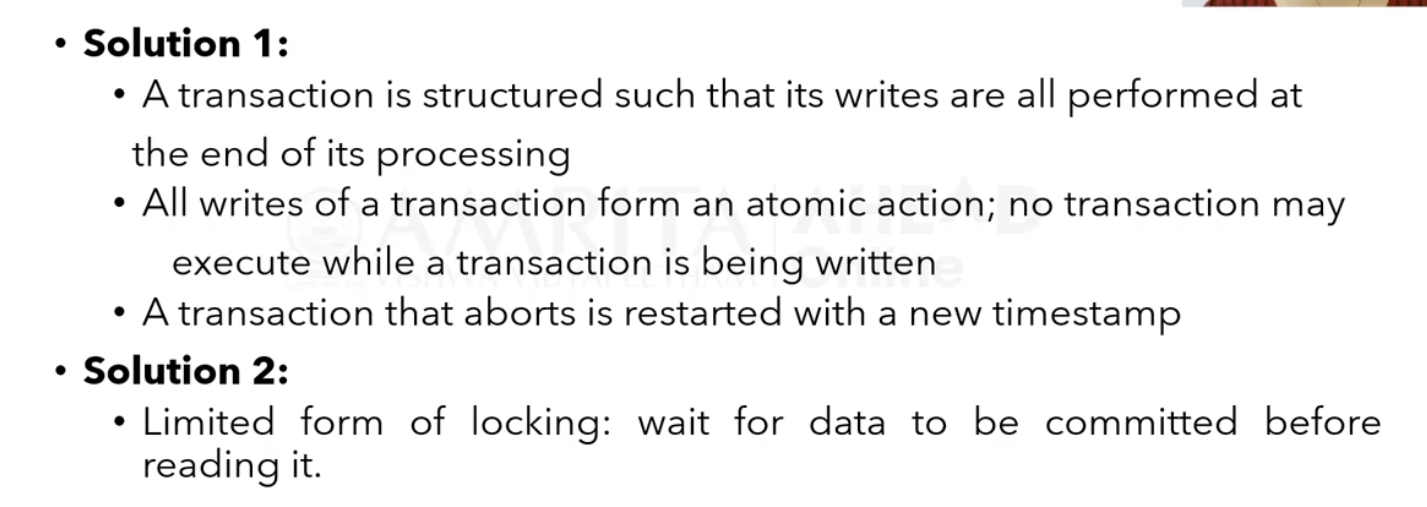 • Solution 1:
• A transaction is structured such that its writes are all performed at
the end of its processing
• All writes of a transaction form an atomic action; no transaction may
execute while a transaction is being written
• A transaction that aborts is restarted with a new timestamp
• Solution 2:
• Limited form of locking: wait for data to be committed before
reading it.
AMRITA AHEAD
VISHWA VIDYAPEETHAM Online